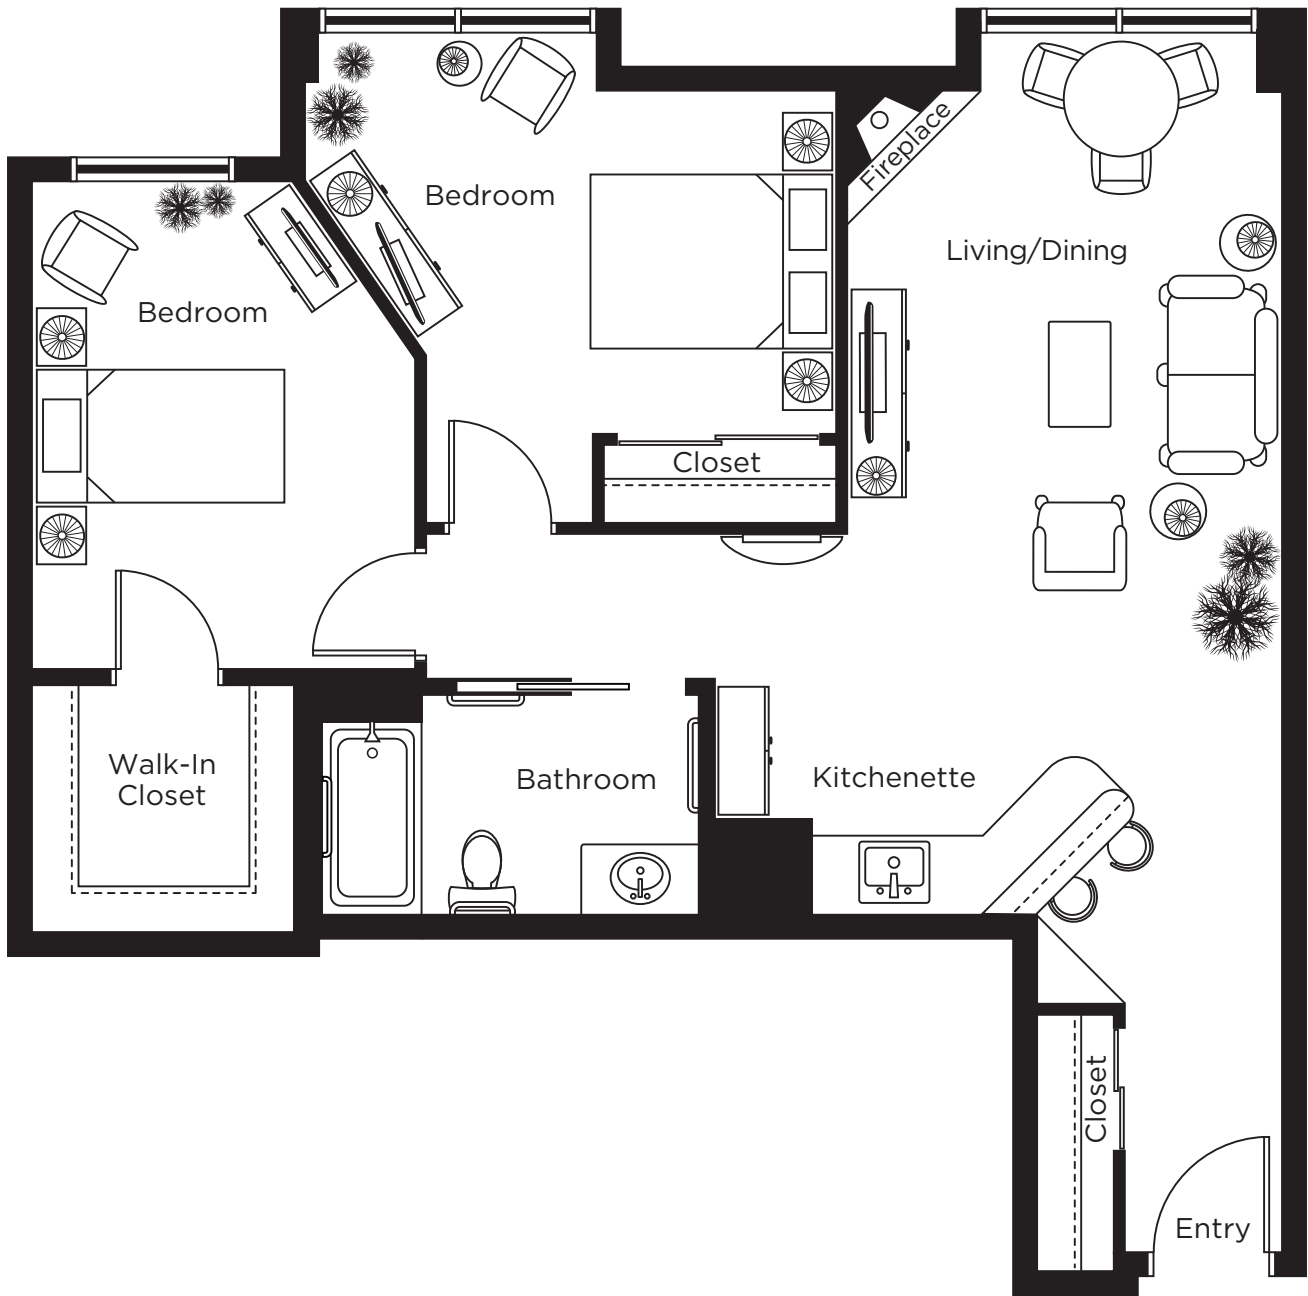 Fireplace
Bedroom
Living/Dining
Bedroom
Closet
Walk-In
Closet
Bathroom
Kitchenette
Closet
Entry